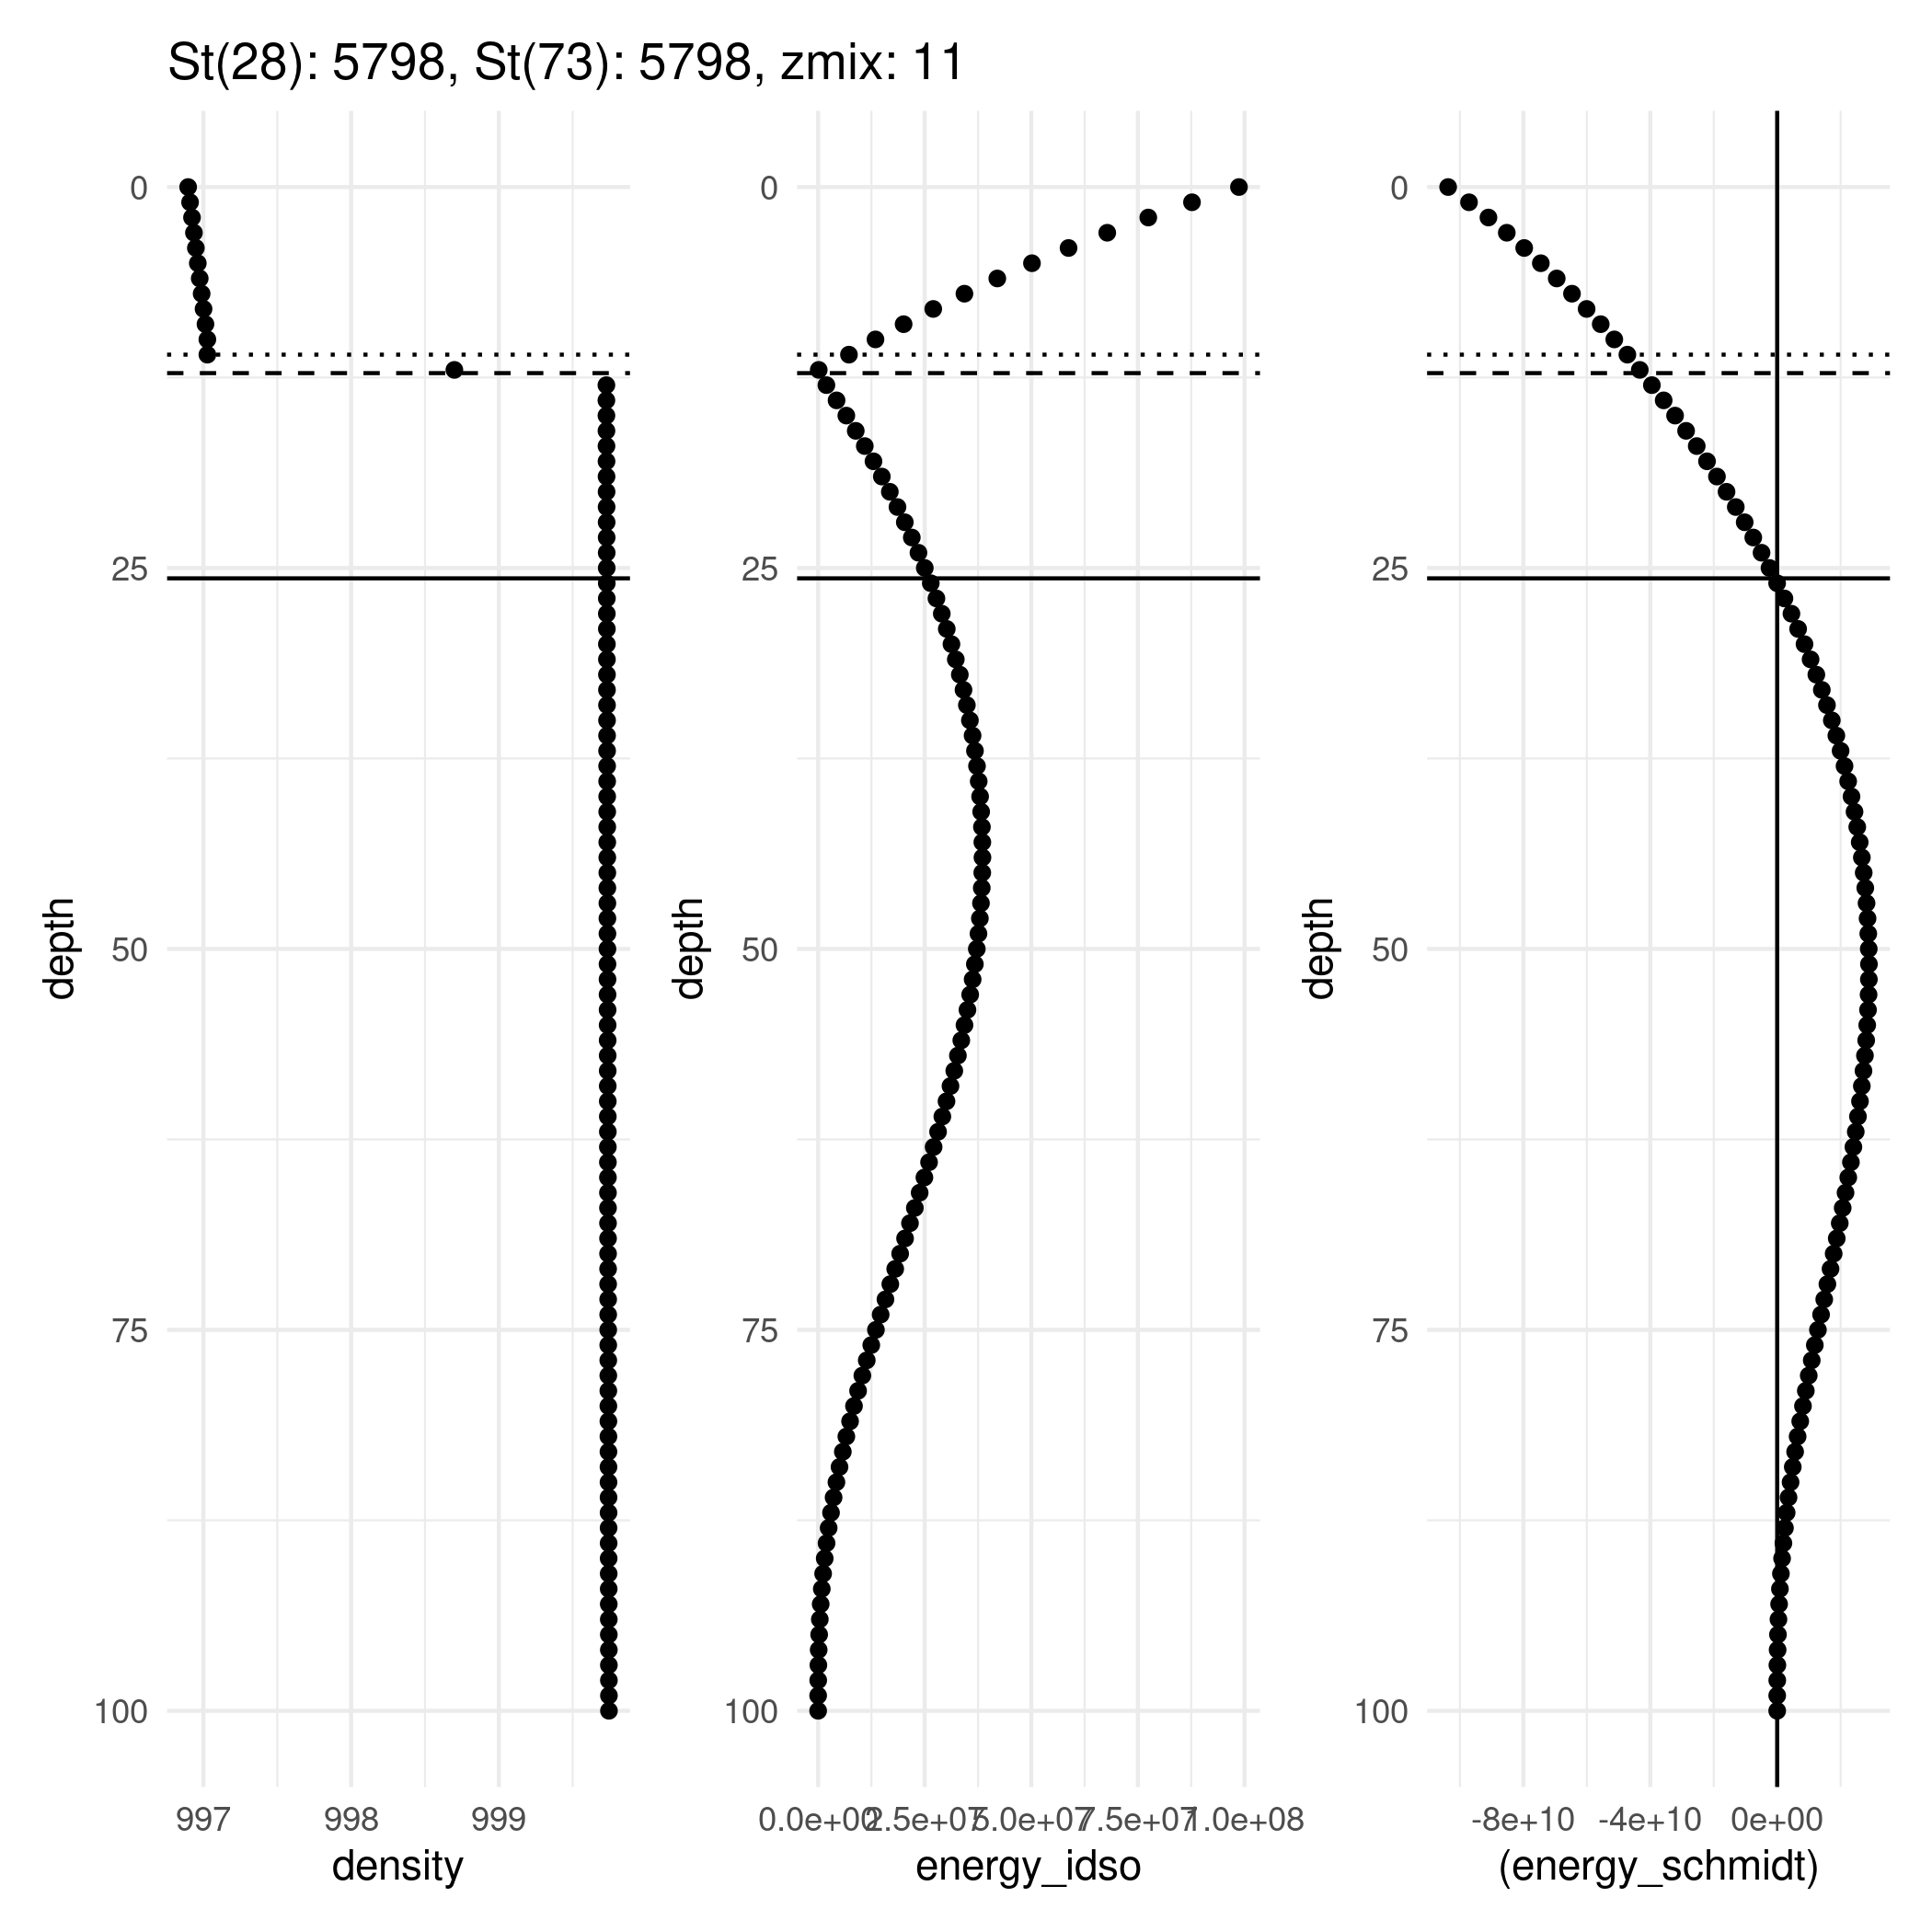 St(28): 5798, St(73): 5798, zmix: 11
depth
0
25
50
75
100
997 998 999
density
depth
0
25
50
75
100
0.0e+00 2.5e+07 5.0e+07 7.5e+07 1.0e+08
energy_idso
depth
0
25
50
75
100
-8e+10 -4e+10 0e+00
(energy_schmidt)